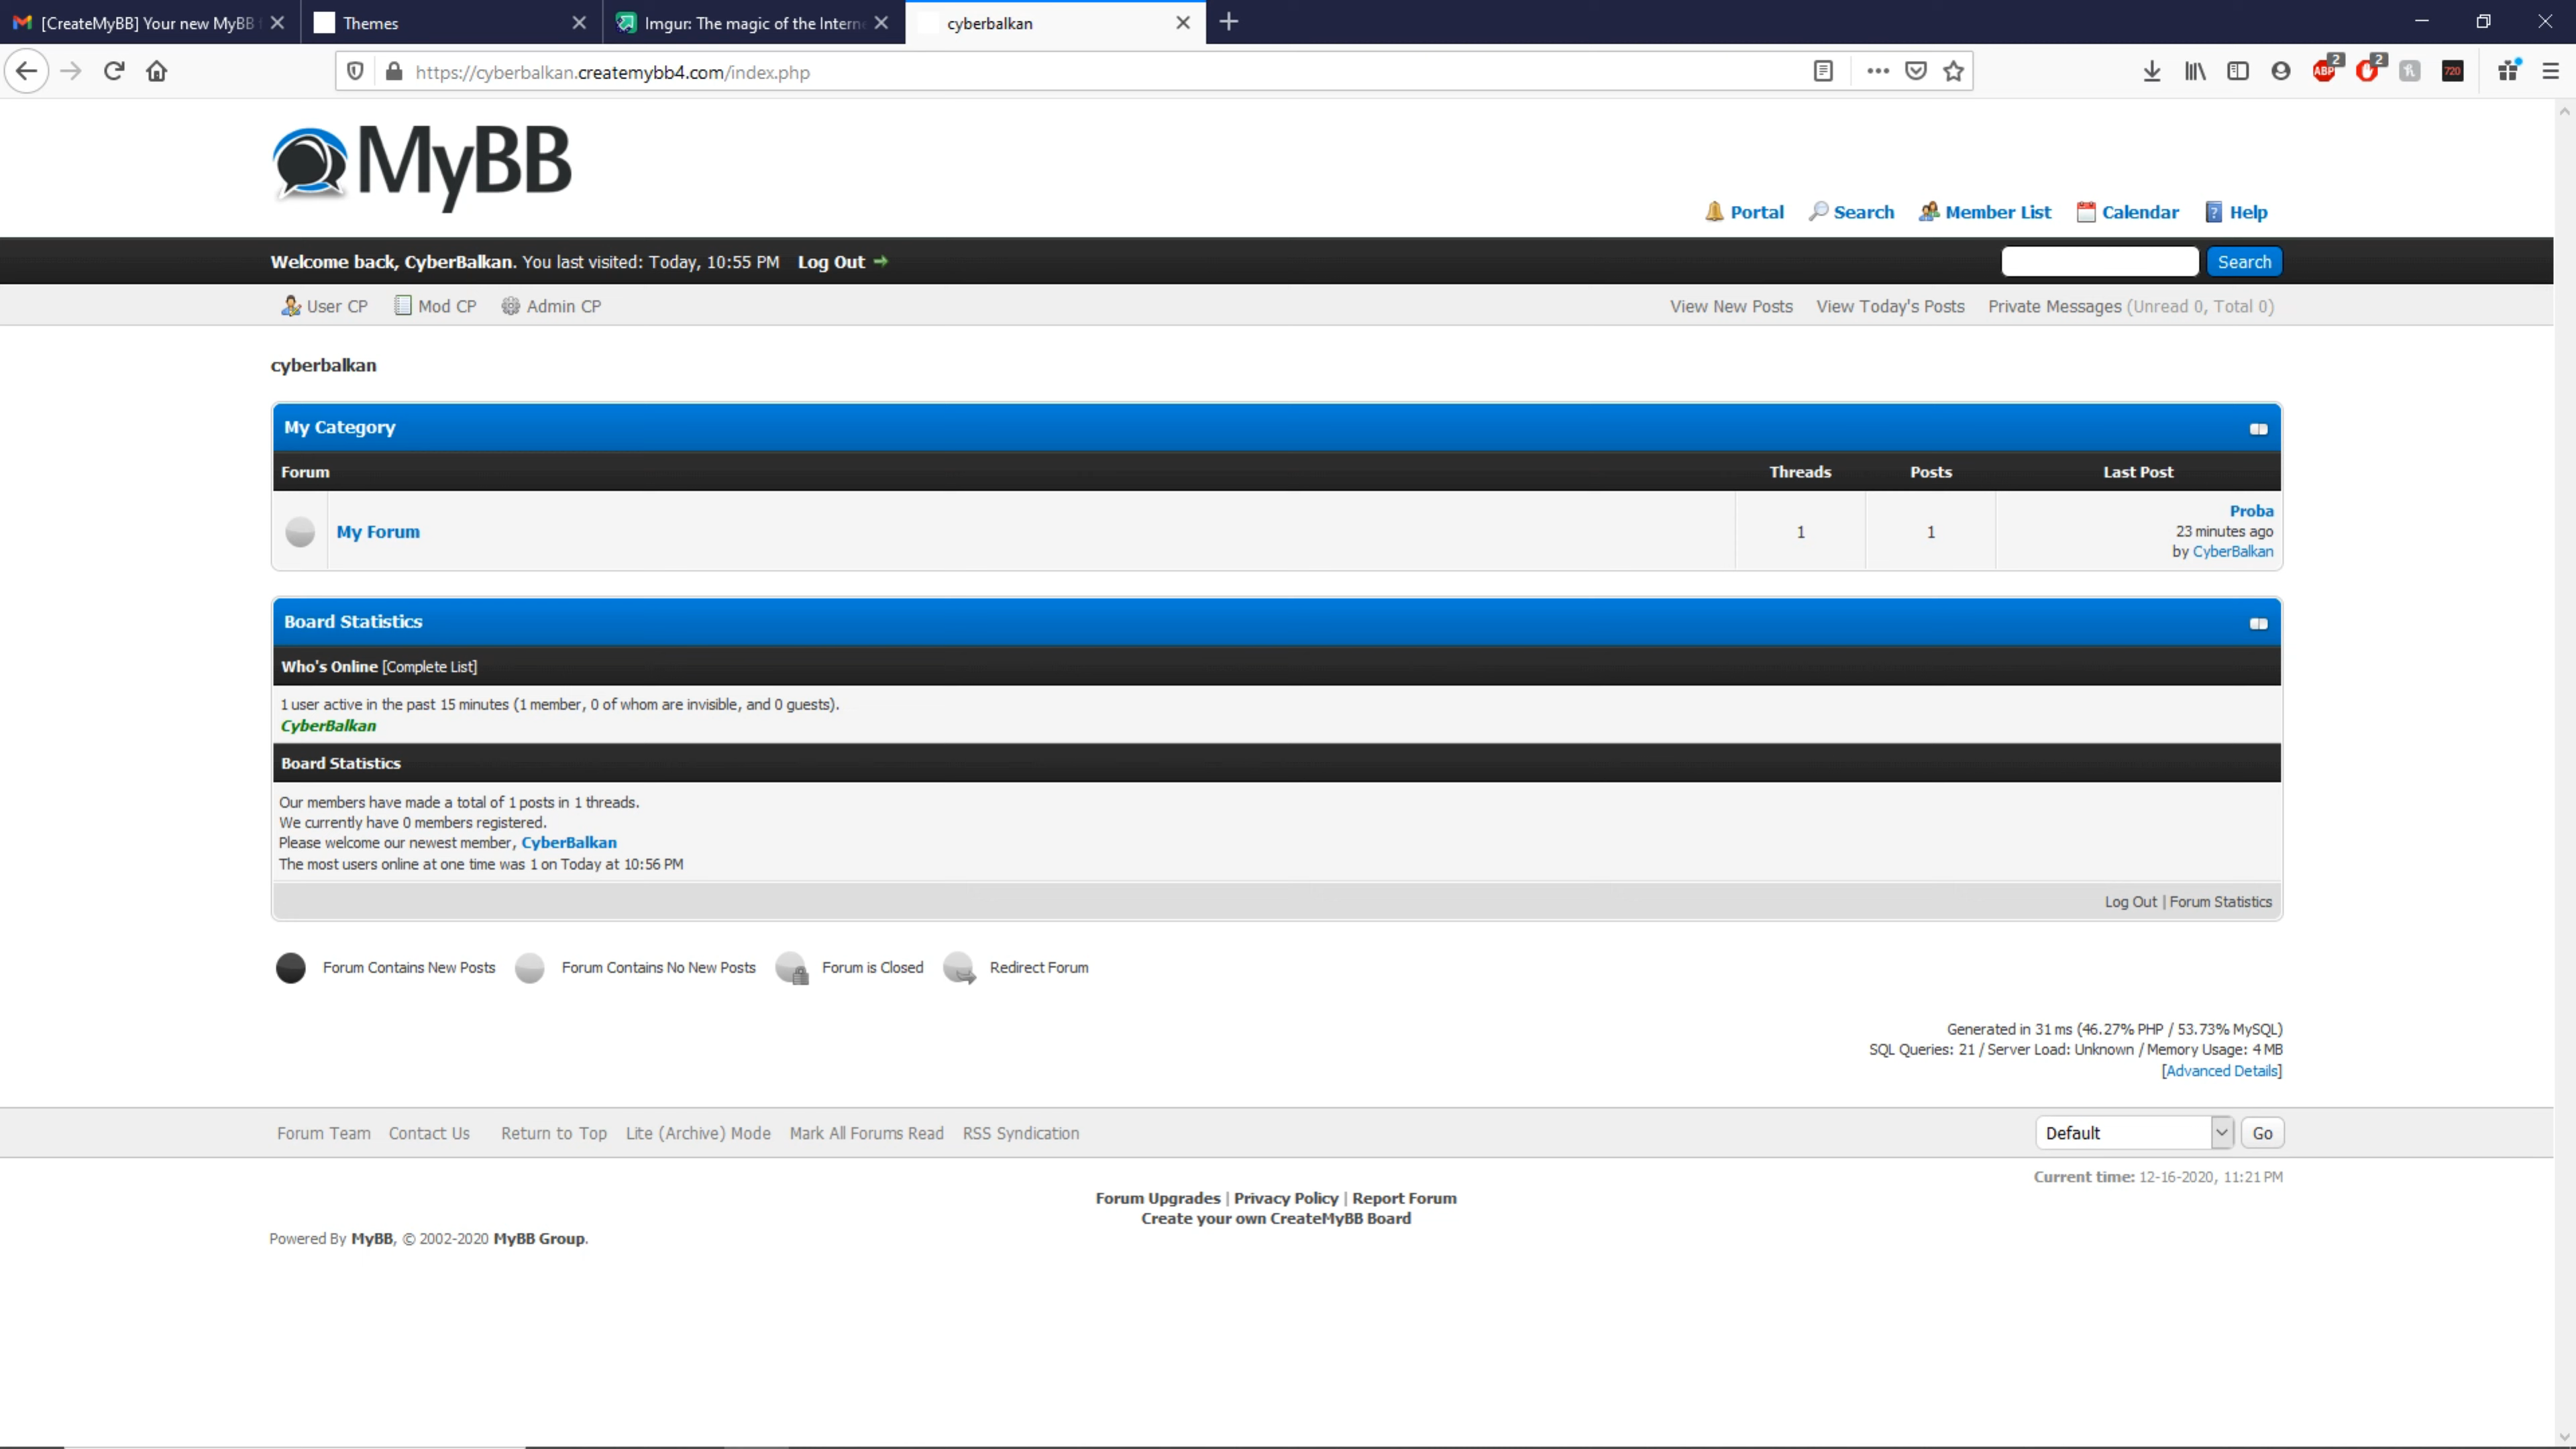 [CreateMyBB] Your new MyBB
Themes
Imgur: The magic of the Intern
cyberbalkan
https://cyberbalkan.createmybb4.com/index.php
ABP
2
2
720
MyBB
Portal
Search
Member List
Calendar
Help
Welcome back, CyberBalkan. You last visited: Today, 10:55 PM Log Out
Search
User CP
Mod CP
Admin CP
View New Posts
View Today's Posts
Private Messages (Unread 0, Total 0)
cyberbalkan
My Category
Forum Threads Posts Last Post
My Forum
1
1
Proba
23 minutes ago
by CyberBalkan
Board Statistics
Who's Online [Complete List]
1 user active in the past 15 minutes (1 member, 0 of whom are invisible, and 0 guests).
CyberBalkan
Board Statistics
Our members have made a total of 1 posts in 1 threads.
We currently have 0 members registered.
Please welcome our newest member, CyberBalkan
The most users online at one time was 1 on Today at 10:56 PM
Log Out | Forum Statistics
Forum Contains New Posts
Forum Contains No New Posts
Forum is Closed
Redirect Forum
Generated in 31 ms (46.27% PHP / 53.73% MySQL)
SQL Queries: 21 / Server Load: Unknown / Memory Usage: 4 MB
[Advanced Details]
Forum Team
Contact Us
Return to Top
Lite (Archive) Mode
Mark All Forums Read
RSS Syndication
Default
Go
Current time: 12-16-2020, 11:21 PM
Forum Upgrades | Privacy Policy | Report Forum
Create your own CreateMyBB Board
Powered By MyBB, © 2002-2020 MyBB Group.